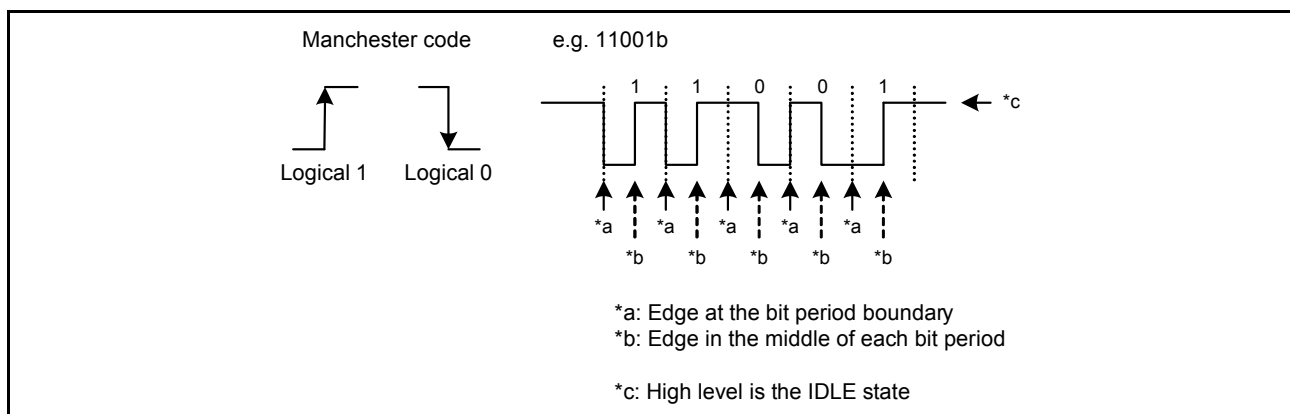 Manchester code e.g. 11001b
1 1 0 0 1
*c
Logical 1 Logical 0
*a *a *a *a *a
*b *b *b *b *b
*a: Edge at the bit period boundary
*b: Edge in the middle of each bit period
*c: High level is the IDLE state